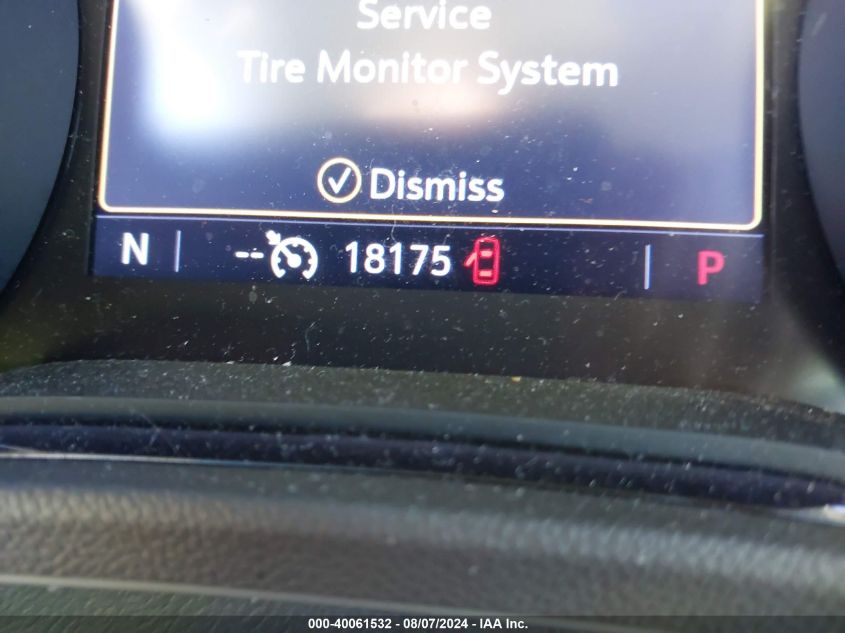 Service
Tire Monitor System
Dismiss
N -- 18175 P
000-40061532 - 08/07/2024 - IAA Inc.